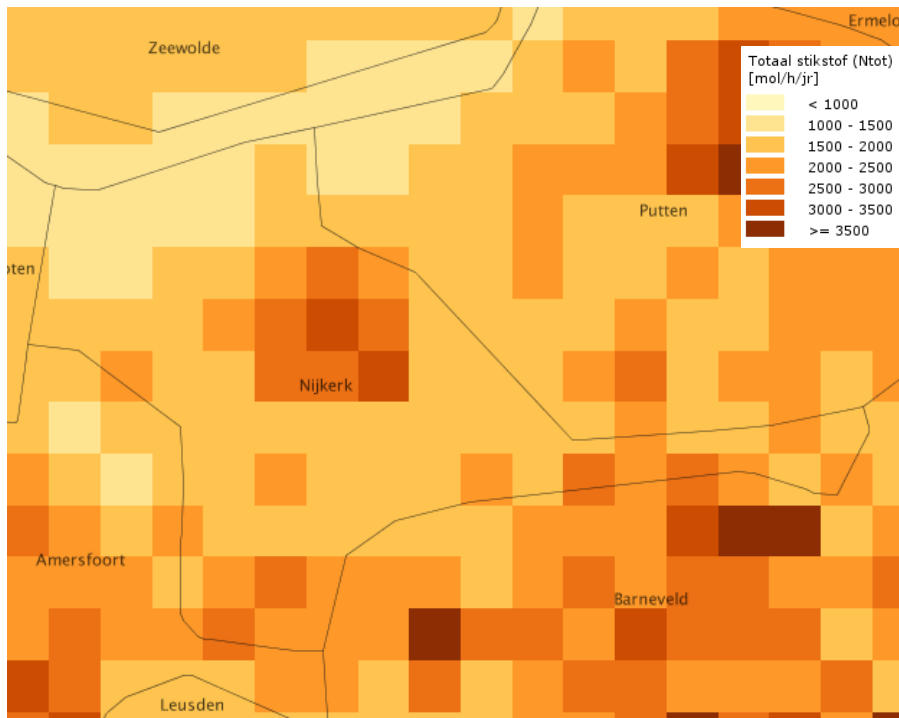 Ermelo
Zeewolde
Totaal stikstof (Ntot)
[mol/h/jr]
< 1000
1000 - 1500
1500 - 2000
2000 - 2500
2500 - 3000
3000 - 3500
>= 3500
Putten
oten
Nijkerk
Amersfoort
Barneveld
Leusden